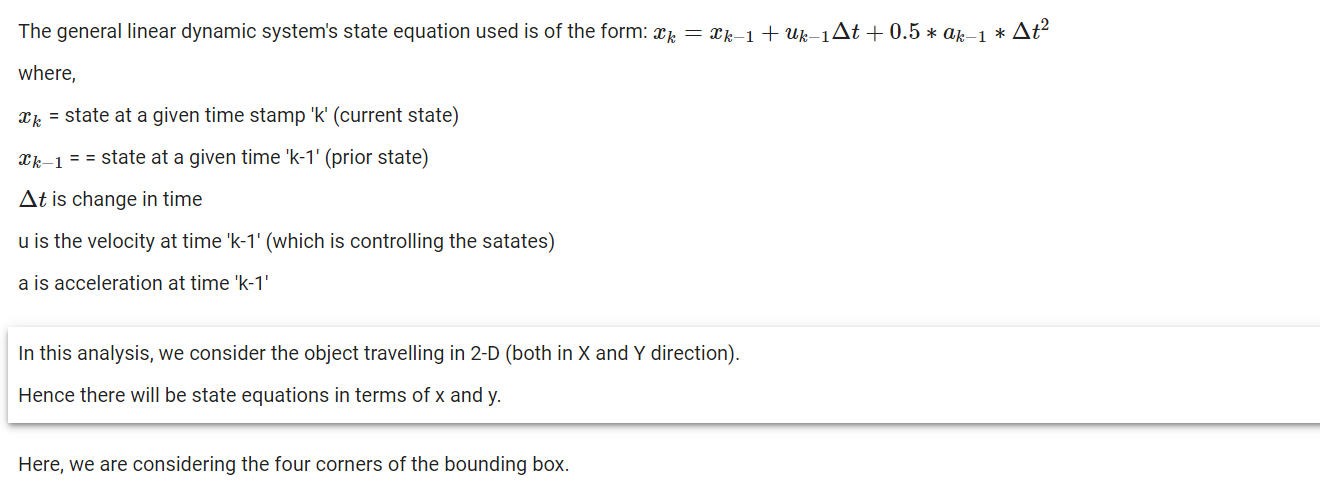 The general linear dynamic system's state equation used is of the form: $x_k = x_{k-1} + u_{k-1}\Delta t + 0.5 * a_{k-1} * \Delta t^2$
where,
$x_k$ = state at a given time stamp 'k' (current state)
$x_{k-1}$ = = state at a given time 'k-1' (prior state)
$\Delta t$ is change in time
u is the velocity at time 'k-1' (which is controlling the satates)
a is acceleration at time 'k-1'
In this analysis, we consider the object travelling in 2-D (both in X and Y direction).
Hence there will be state equations in terms of x and y.
Here, we are considering the four corners of the bounding box.